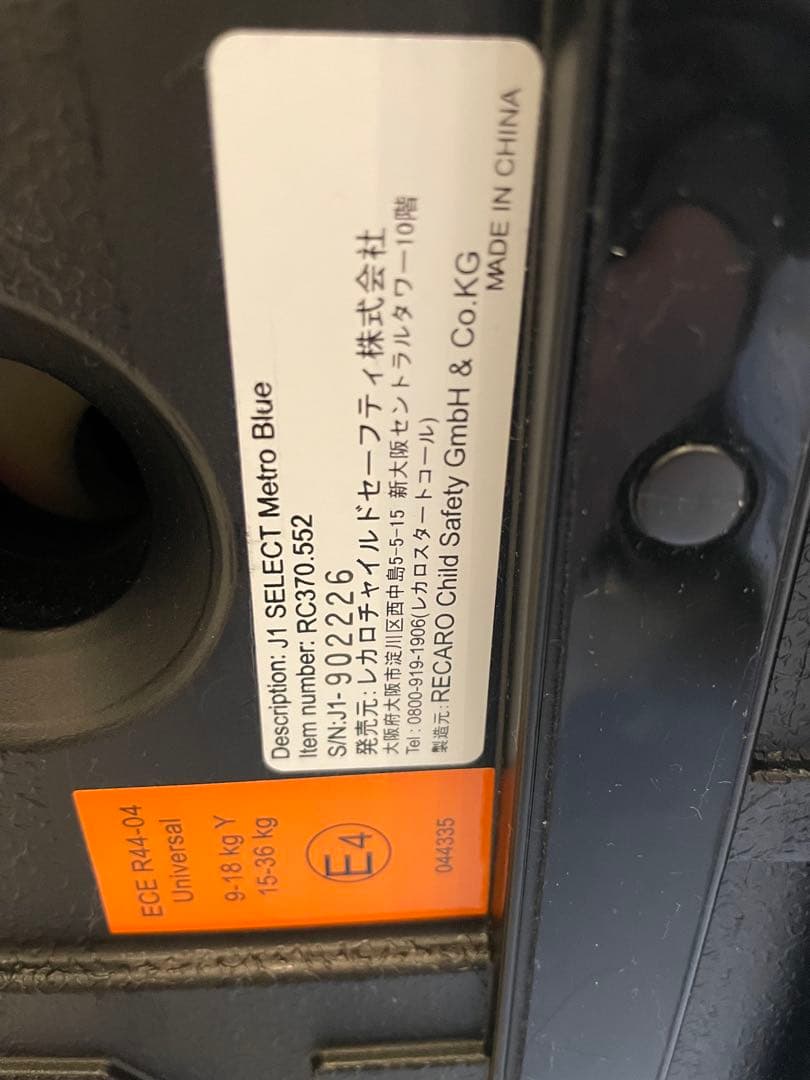 Description: J1 SELECT Metro Blue
Item number: RC370.552
S/N:J1- 902226
発売元: レカロチャイルドセーフティ株式会社
大阪府大阪市淀川区西中島5-5-15 新大阪セントラルタワー10階
Tel : 0800-919-1906(レカロスタートコール)
製造元: RECARO Child Safety GmbH & Co.KG
MADE IN CHINA
ECE R44-04
Universal
9-18 kg Y
15-36 kg
E4
044335